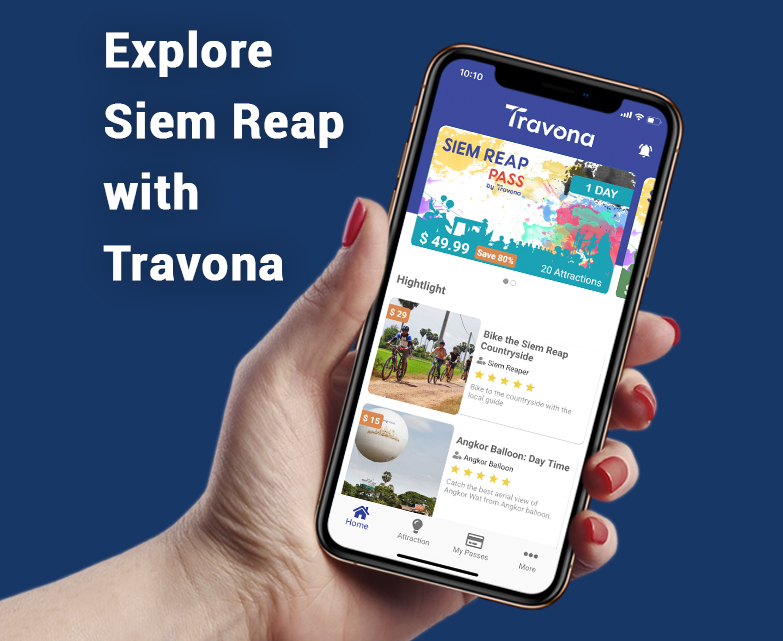 Explore
Siem Reap
with
Travona
10:10
Travona
SIEM REAP
PASS
by Travona
1 DAY
$ 49.99
Save 80%
20 Attractions
Hightlight
$ 29
Bike the Siem Reap
Countryside
Siem Reaper
Bike to the countryside with the
local guide
$ 15
Angkor Balloon: Day Time
Angkor Balloon
Catch the best aerial view of
Angkor Wat from Angkor balloon.
Home
Attraction
My Passes
More